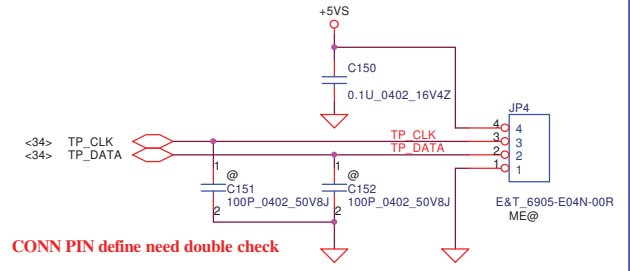 +5VS
C150
0.1U_0402_16V4Z
JP4
4 4
<34> TP_CLK TP_CLK 3 3
<34> TP_DATA TP_DATA 2 2
1 1
1 @ 1 @
C151 C152
100P_0402_50V8J 100P_0402_50V8J
2 2
E&T_6905-E04N-00R
ME@
CONN PIN define need double check